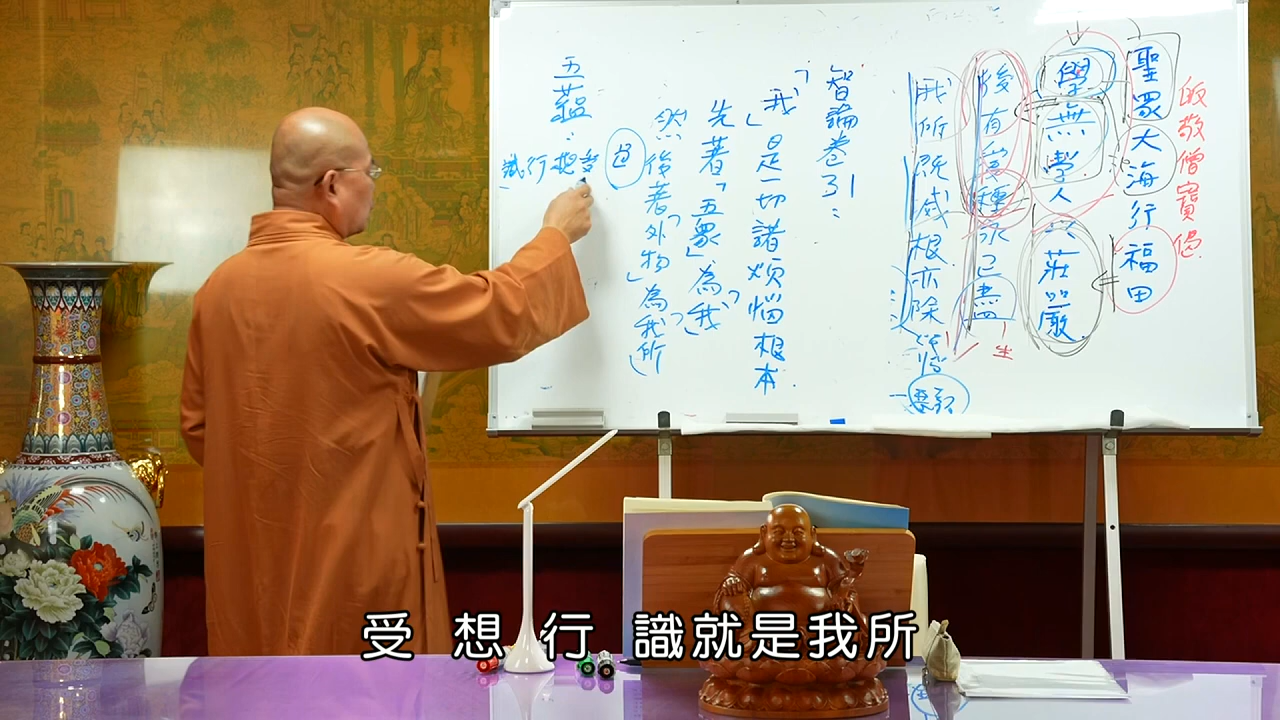 皈敬僧寶偈
聖眾大海行福田
學無學人以莊嚴
後有愛種永已盡
我所既滅根亦除
智論卷31:
「我」是一切諸煩惱根本
先著「五眾」為「我」
然後著「外物」為「我所」
五蘊:
色
受想行識
生
受 想 行 識就是我所